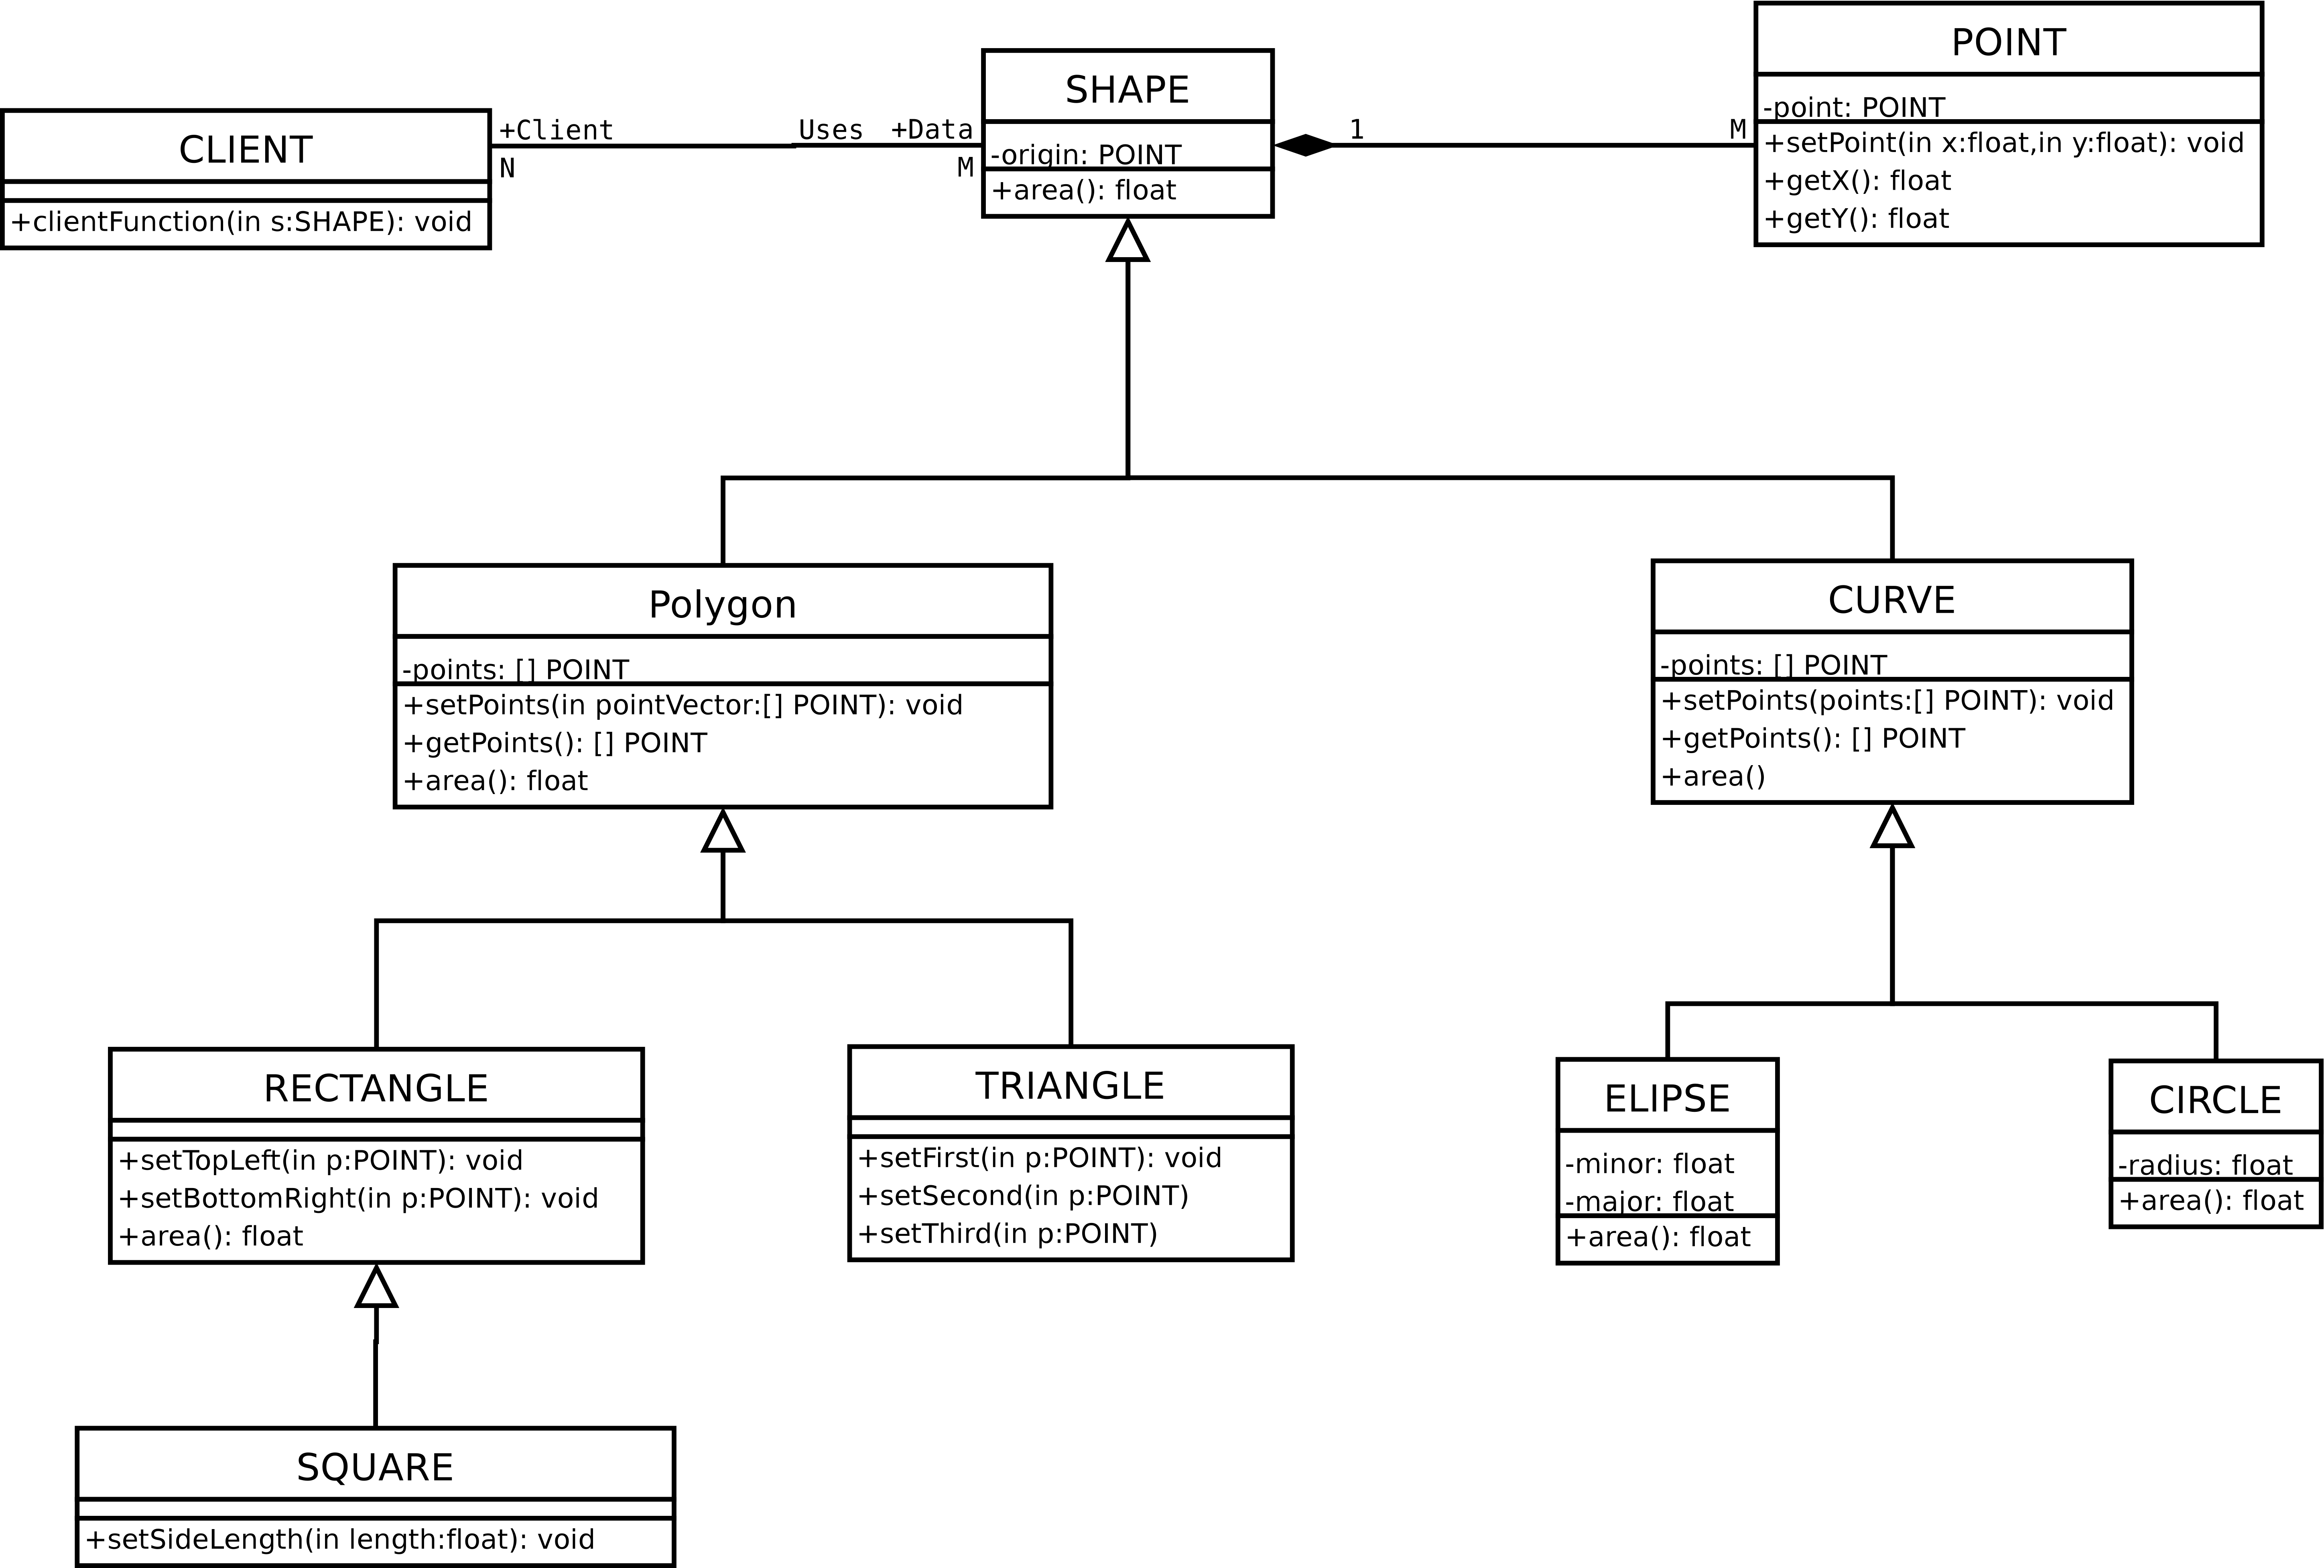 CLIENT
+clientFunction(in s:SHAPE): void
+Client
N
Uses
+Data
M
SHAPE
-origin: POINT
+area(): float
1
M
POINT
-point: POINT
+setPoint(in x:float,in y:float): void
+getX(): float
+getY(): float
Polygon
-points: [] POINT
+setPoints(in pointVector:[] POINT): void
+getPoints(): [] POINT
+area(): float
CURVE
-points: [] POINT
+setPoints(points:[] POINT): void
+getPoints(): [] POINT
+area()
RECTANGLE
+setTopLeft(in p:POINT): void
+setBottomRight(in p:POINT): void
+area(): float
TRIANGLE
+setFirst(in p:POINT): void
+setSecond(in p:POINT)
+setThird(in p:POINT)
ELIPSE
-minor: float
-major: float
+area(): float
CIRCLE
-radius: float
+area(): float
SQUARE
+setSideLength(in length:float): void